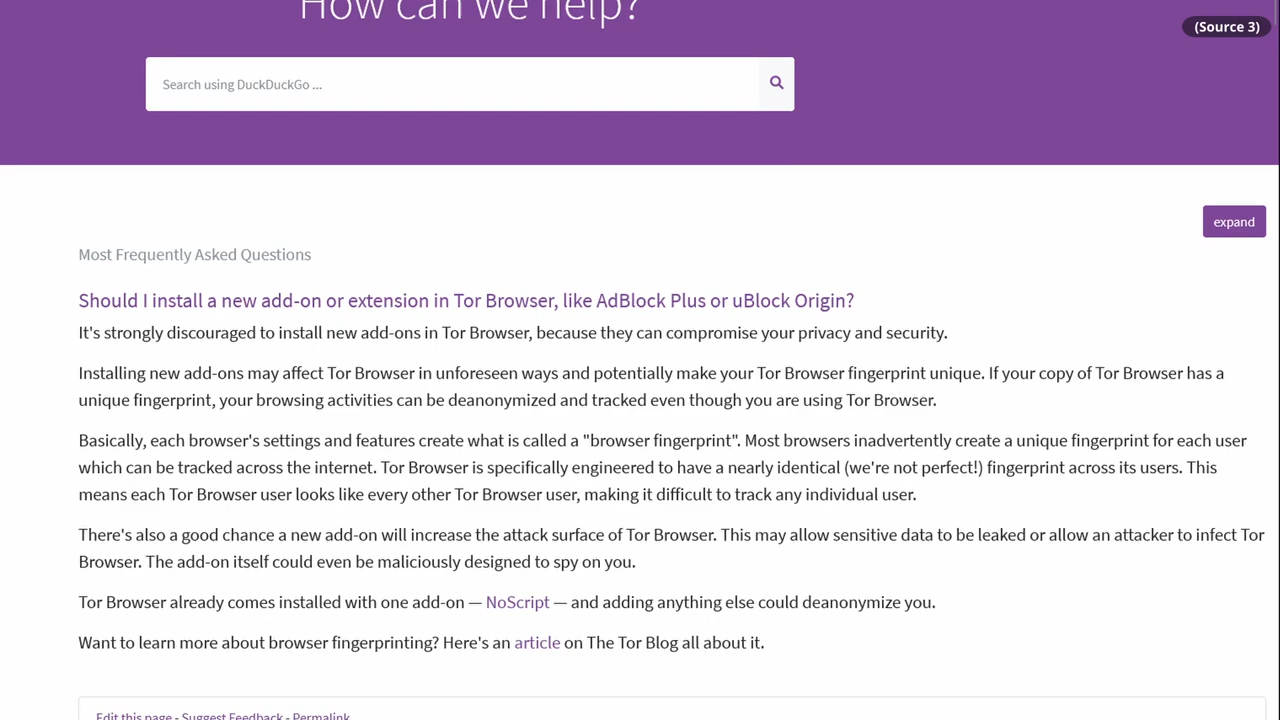 How can we help?
(Source 3)
Search using DuckDuckGo ...
expand
Most Frequently Asked Questions
Should I install a new add-on or extension in Tor Browser, like AdBlock Plus or uBlock Origin?
It's strongly discouraged to install new add-ons in Tor Browser, because they can compromise your privacy and security.
Installing new add-ons may affect Tor Browser in unforeseen ways and potentially make your Tor Browser fingerprint unique. If your copy of Tor Browser has a
unique fingerprint, your browsing activities can be deanonymized and tracked even though you are using Tor Browser.
Basically, each browser's settings and features create what is called a "browser fingerprint". Most browsers inadvertently create a unique fingerprint for each user
which can be tracked across the internet. Tor Browser is specifically engineered to have a nearly identical (we're not perfect!) fingerprint across its users. This
means each Tor Browser user looks like every other Tor Browser user, making it difficult to track any individual user.
There's also a good chance a new add-on will increase the attack surface of Tor Browser. This may allow sensitive data to be leaked or allow an attacker to infect Tor
Browser. The add-on itself could even be maliciously designed to spy on you.
Tor Browser already comes installed with one add-on — NoScript — and adding anything else could deanonymize you.
Want to learn more about browser fingerprinting? Here's an article on The Tor Blog all about it.
Edit this page - Suggest Feedback - Permalink